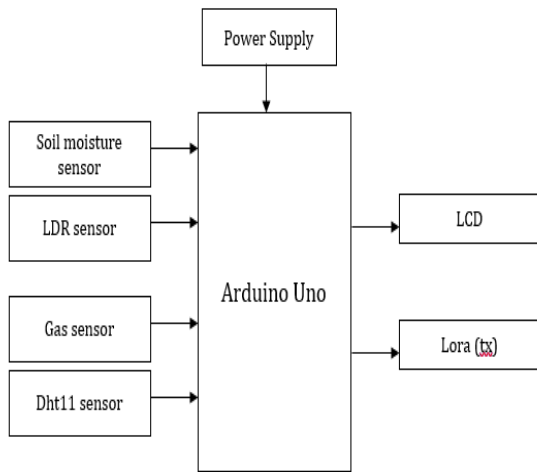 Power Supply
Soil moisture
sensor
LDR sensor
Gas sensor
Dht11 sensor
Arduino Uno
LCD
Lora (tx)